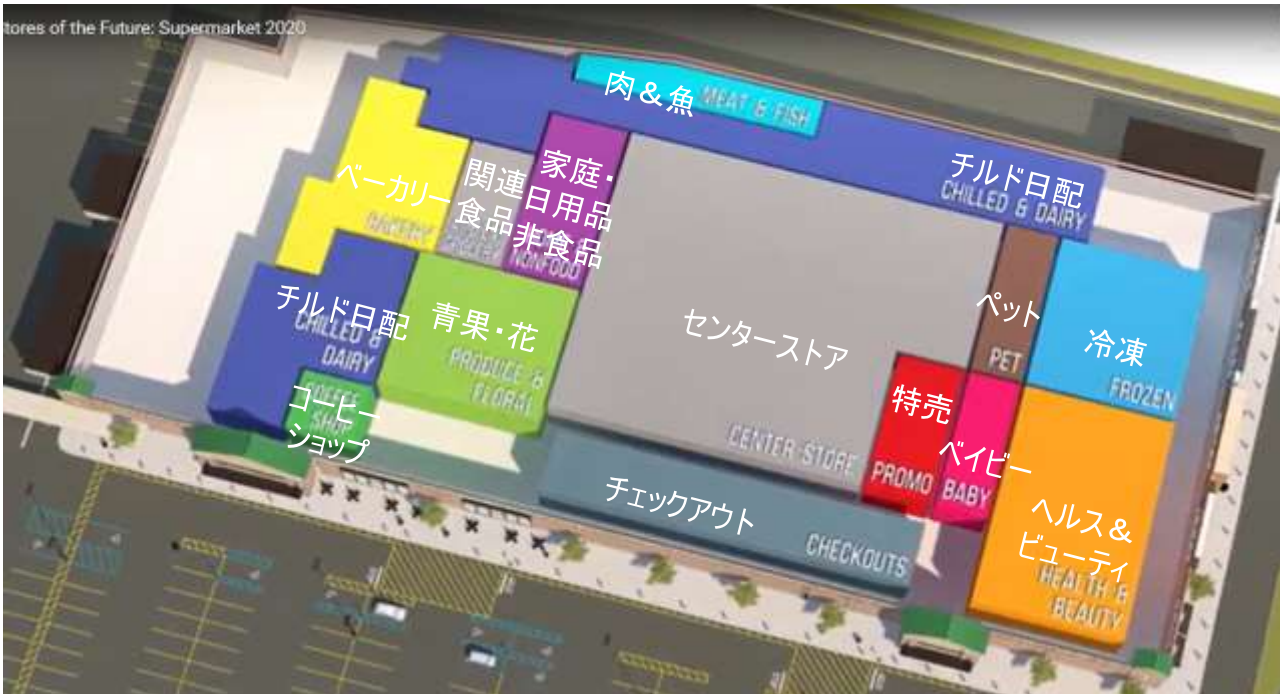 tores of the Future: Supermarket 2020
肉＆魚
MEAT & FISH
チルド日配
CHILLED & DAIRY
ベーカリー
BAKERY
関連
食品
家庭・
日用品
非食品
NONFOOD
チルド日配
CHILLED &
DAIRY
青果・花
PRODUCE &
FLORAL
コーヒー
ショップ
COFFEE
SHOP
センターストア
CENTER STORE
ペット
PET
冷凍
FROZEN
特売
PROMO
ベイビー
BABY
ヘルス＆
ビューティ
HEALTH &
BEAUTY
チェックアウト
CHECKOUTS